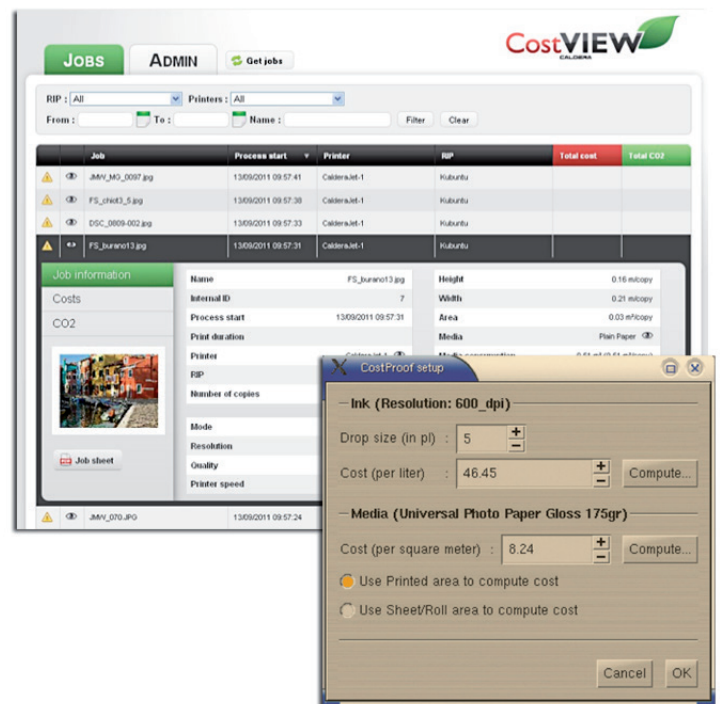 CostVIEW
CALDERA
JOBS
ADMIN
Get jobs
RIP : All Printers : All
From : To : Name : Filter Clear
Job Process start Printer RIP Total cost Total CO2
JMV_MG_0097.jpg 13/09/2011 09:57:41 CalderaJet-1 Kubuntu
FS_chiot3_5.jpg 13/09/2011 09:57:38 CalderaJet-1 Kubuntu
DSC_0809-002.jpg 13/09/2011 09:57:33 CalderaJet-1 Kubuntu
FS_burano13.jpg 13/09/2011 09:57:31 CalderaJet-1 Kubuntu
Job information
Costs
CO2
Job sheet
Name FS_burano13.jpg
Internal ID 7
Process start 13/09/2011 09:57:31
Print duration
Printer
RIP
Number of copies
Mode
Resolution
Quality
Printer speed
Height 0.16 m/copy
Width 0.21 m/copy
Area 0.03 m²/copy
Media Plain Paper
JMV_070.JPG 13/09/2011 09:57:24
CostProof setup
Ink (Resolution: 600_dpi)
Drop size (in pl) : 5
Cost (per liter) : 46.45 Compute...
Media (Universal Photo Paper Gloss 175gr)
Cost (per square meter) : 8.24 Compute...
Use Printed area to compute cost
Use Sheet/Roll area to compute cost
Cancel OK